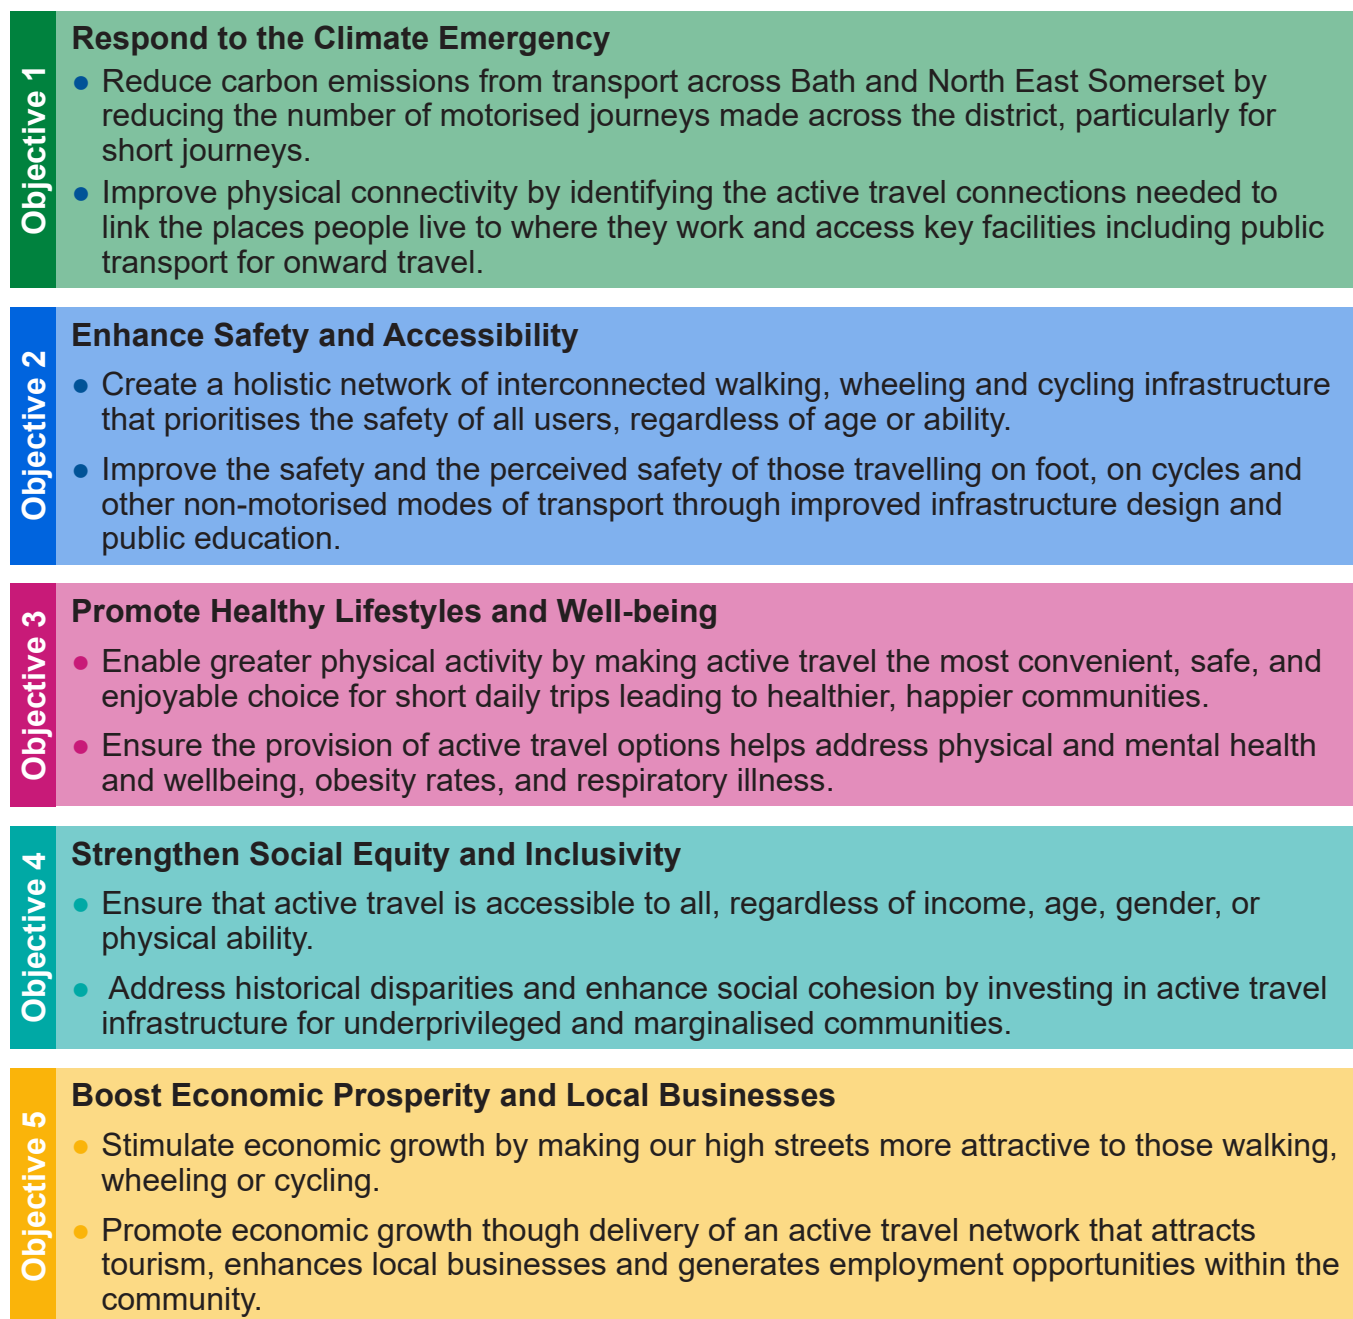 Objective 1
Respond to the Climate Emergency
● Reduce carbon emissions from transport across Bath and North East Somerset by
reducing the number of motorised journeys made across the district, particularly for
short journeys.
● Improve physical connectivity by identifying the active travel connections needed to
link the places people live to where they work and access key facilities including public
transport for onward travel.
Objective 2
Enhance Safety and Accessibility
● Create a holistic network of interconnected walking, wheeling and cycling infrastructure
that prioritises the safety of all users, regardless of age or ability.
● Improve the safety and the perceived safety of those travelling on foot, on cycles and
other non-motorised modes of transport through improved infrastructure design and
public education.
Objective 3
Promote Healthy Lifestyles and Well-being
● Enable greater physical activity by making active travel the most convenient, safe, and
enjoyable choice for short daily trips leading to healthier, happier communities.
● Ensure the provision of active travel options helps address physical and mental health
and wellbeing, obesity rates, and respiratory illness.
Objective 4
Strengthen Social Equity and Inclusivity
● Ensure that active travel is accessible to all, regardless of income, age, gender, or
physical ability.
● Address historical disparities and enhance social cohesion by investing in active travel
infrastructure for underprivileged and marginalised communities.
Objective 5
Boost Economic Prosperity and Local Businesses
● Stimulate economic growth by making our high streets more attractive to those walking,
wheeling or cycling.
● Promote economic growth though delivery of an active travel network that attracts
tourism, enhances local businesses and generates employment opportunities within the
community.